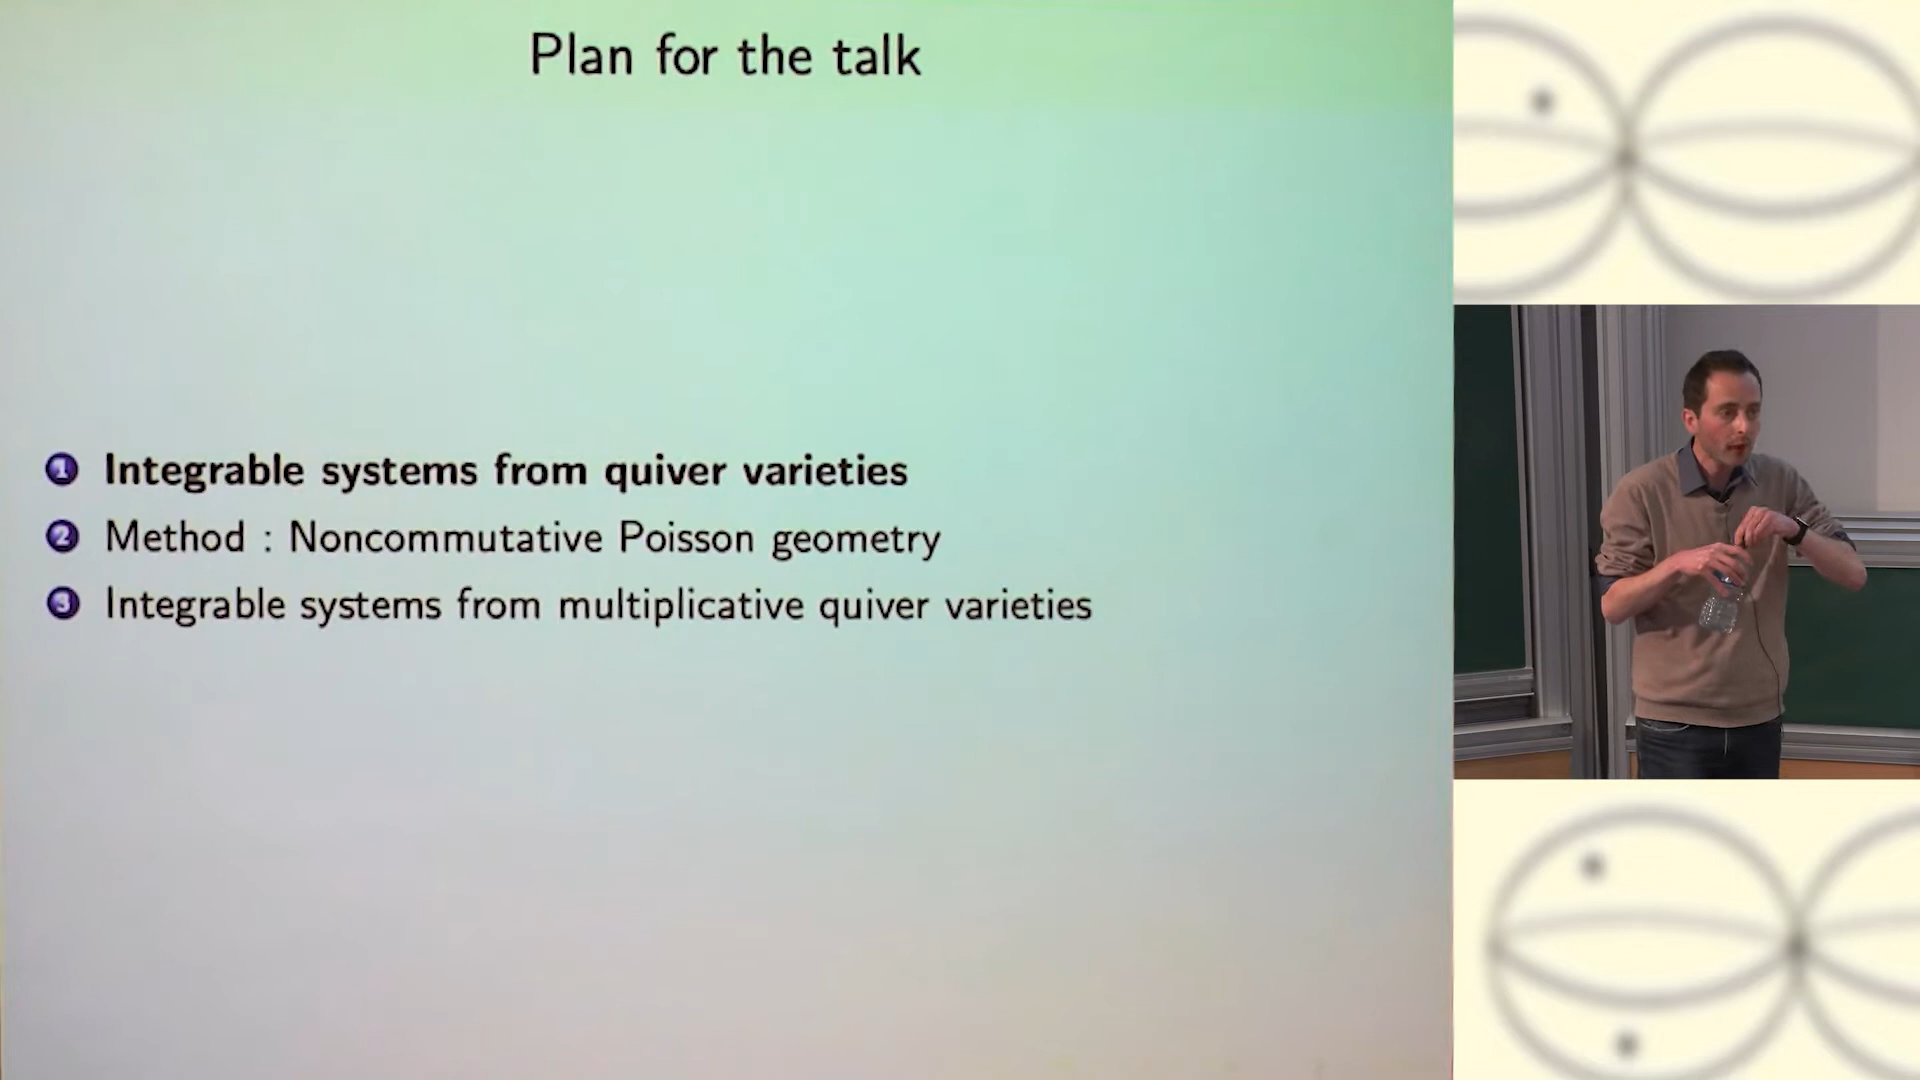 Plan for the talk
1 Integrable systems from quiver varieties
2 Method : Noncommutative Poisson geometry
3 Integrable systems from multiplicative quiver varieties